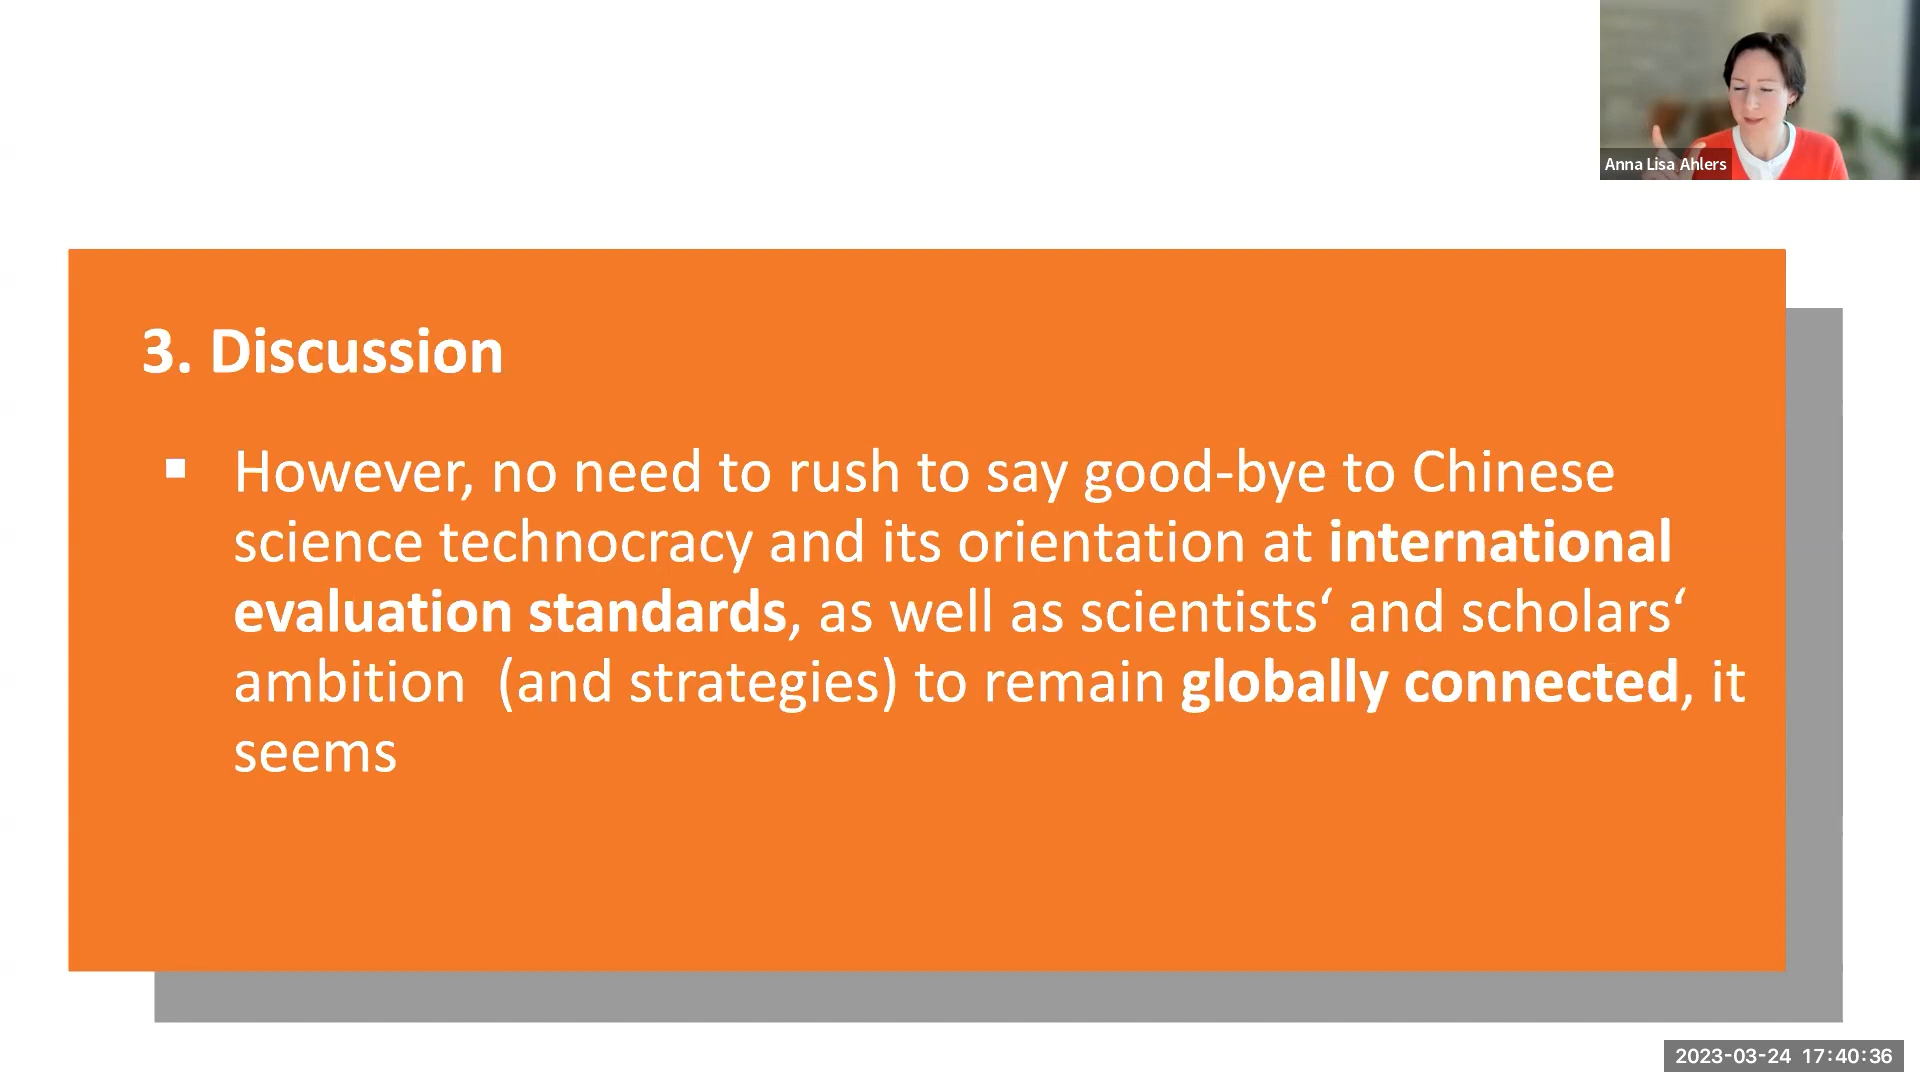 Anna Lisa Ahlers
3. Discussion
▪ However, no need to rush to say good-bye to Chinese
science technocracy and its orientation at international
evaluation standards, as well as scientists‘ and scholars‘
ambition  (and strategies) to remain globally connected, it
seems
2023-03-24 17:40:36